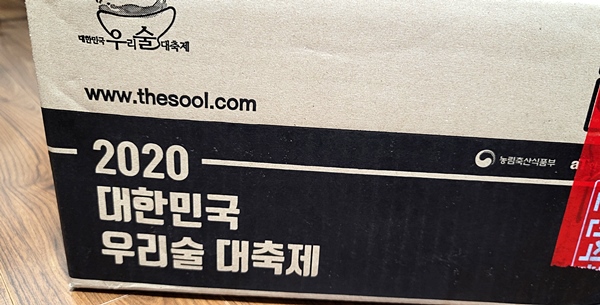 대한민국 우리술 대축제
www.thesool.com
2020
농림축산식품부
대한민국
우리술 대축제